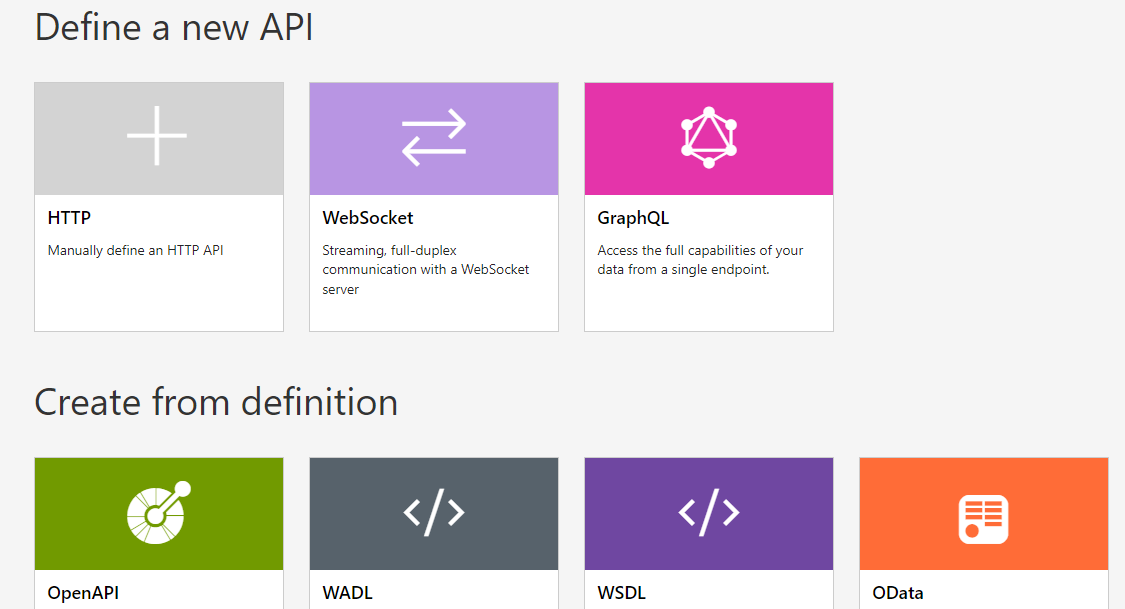 Define a new API
HTTP
Manually define an HTTP API
WebSocket
Streaming, full-duplex
communication with a WebSocket
server
GraphQL
Access the full capabilities of your
data from a single endpoint.
Create from definition
OpenAPI
WADL
WSDL
OData